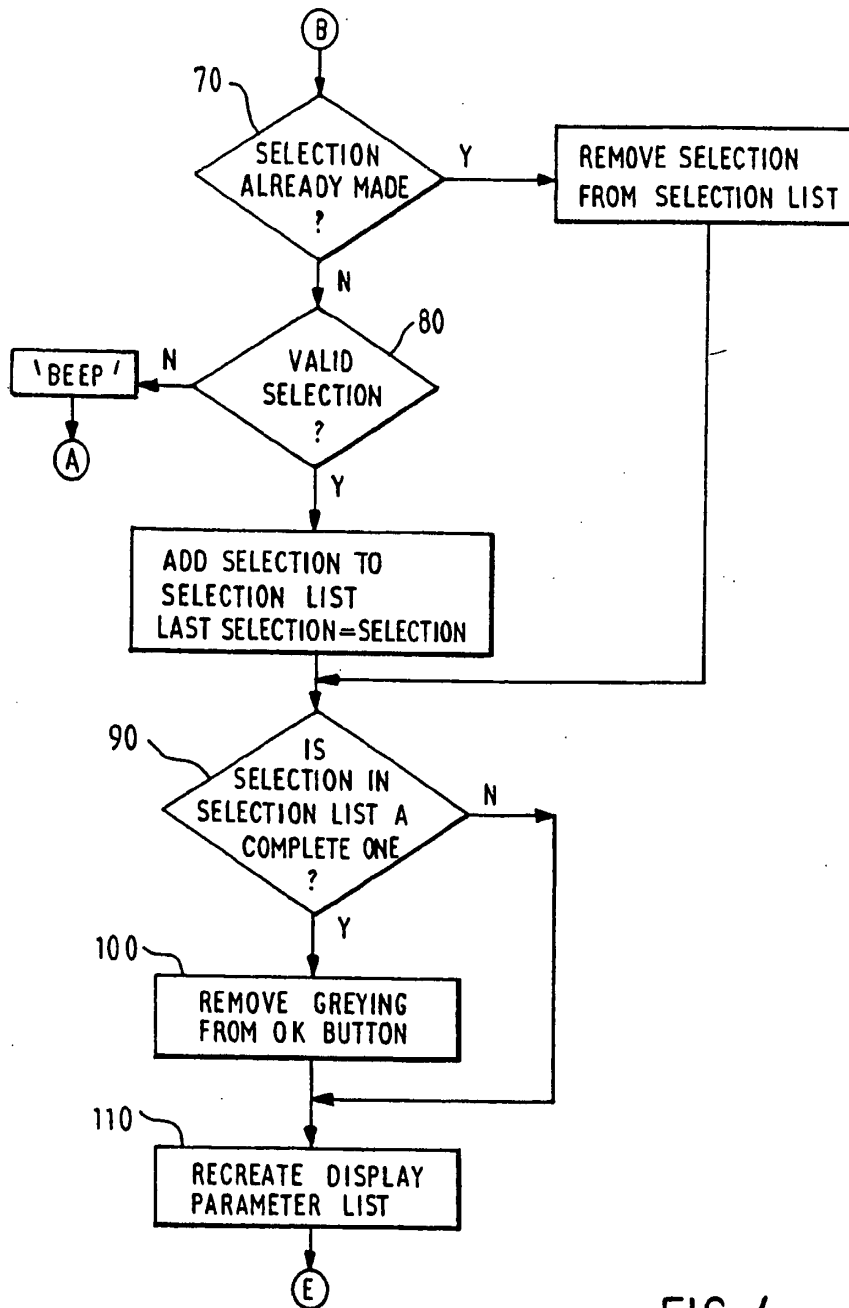 B
70
SELECTION
ALREADY MADE
?
Y
REMOVE SELECTION
FROM SELECTION LIST
N
80
VALID
SELECTION
?
N
'BEEP'
A
Y
ADD SELECTION TO
SELECTION LIST
LAST SELECTION=SELECTION
90
IS
SELECTION IN
SELECTION LIST A
COMPLETE ONE
?
N
Y
100
REMOVE GREYING
FROM OK BUTTON
110
RECREATE DISPLAY
PARAMETER LIST
E